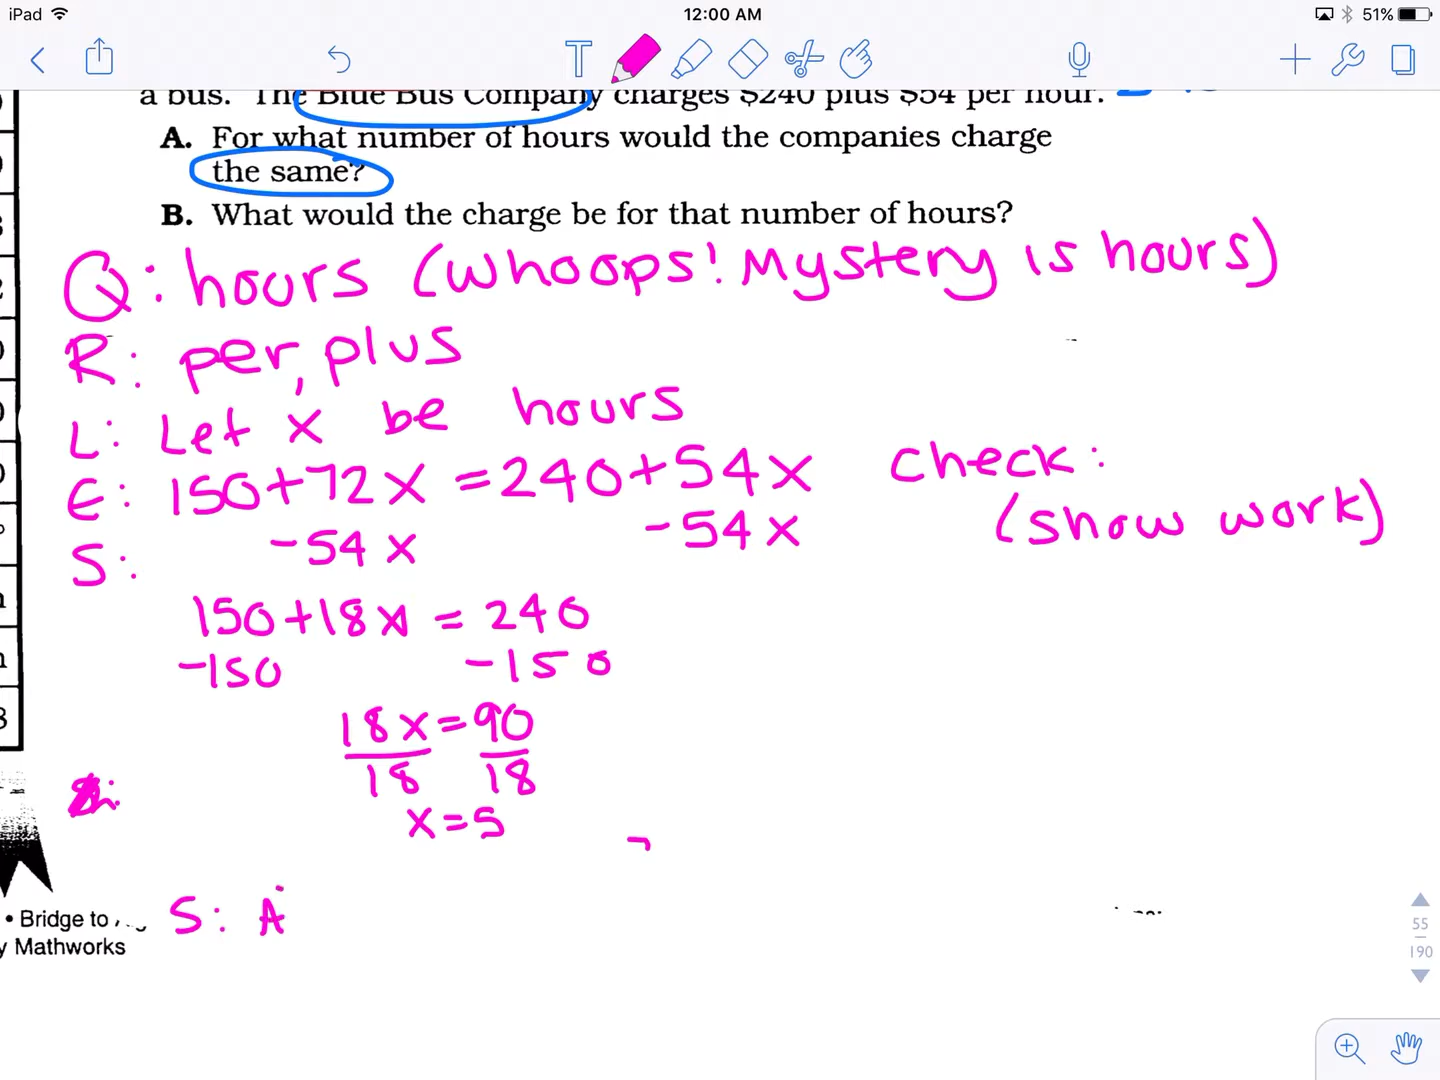 iPad 12:00 AM 51%
T
a bus. The Blue Bus Company charges $240 plus $54 per hour.
A. For what number of hours would the companies charge
the same?
B. What would the charge be for that number of hours?
Q: hours (whoops! Mystery is hours)
R: per, plus
L: Let x be hours
E: 150+72x=240+54x check:
-54x -54x (show work)
S:
150+18x=240
-150 -150
18x=90
18 18
x=5
S: A
• Bridge to
y Mathworks
55
190